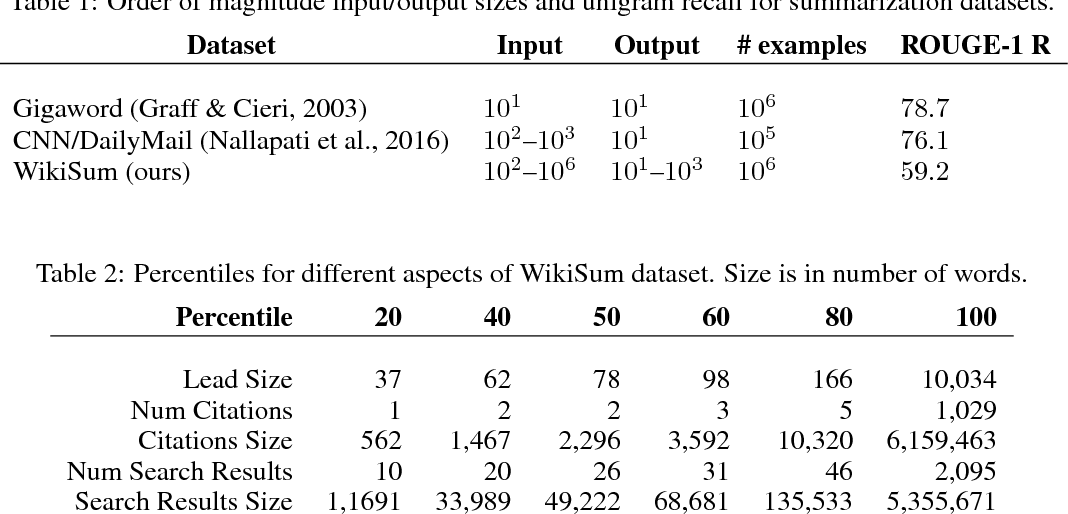 Table 1: Order of magnitude input/output sizes and unigram recall for summarization datasets.
Dataset Input Output # examples ROUGE-1 R
Gigaword (Graff & Cieri, 2003) 10^1 10^1 10^6 78.7
CNN/DailyMail (Nallapati et al., 2016) 10^2–10^3 10^1 10^5 76.1
WikiSum (ours) 10^2–10^6 10^1–10^3 10^6 59.2
Table 2: Percentiles for different aspects of WikiSum dataset. Size is in number of words.
Percentile 20 40 50 60 80 100
Lead Size 37 62 78 98 166 10,034
Num Citations 1 2 2 3 5 1,029
Citations Size 562 1,467 2,296 3,592 10,320 6,159,463
Num Search Results 10 20 26 31 46 2,095
Search Results Size 1,1691 33,989 49,222 68,681 135,533 5,355,671